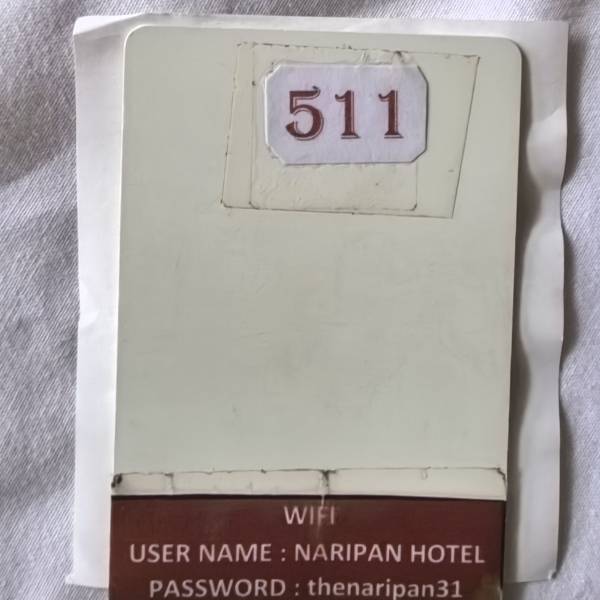 511
WIFI
USER NAME : NARIPAN HOTEL
PASSWORD : thenaripan31